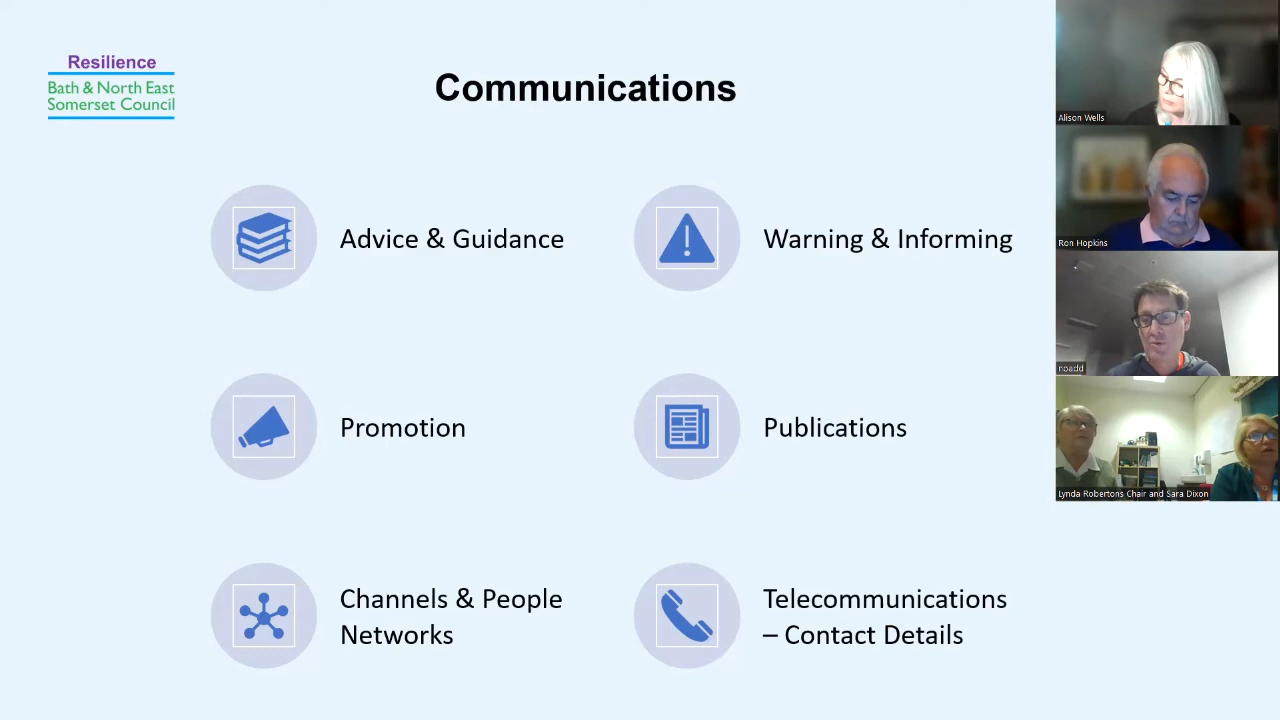 Resilience
Bath & North East
Somerset Council
Communications
Advice & Guidance
Warning & Informing
Promotion
Publications
Channels & People
Networks
Telecommunications
– Contact Details
Alison Wells
Ron Hopkins
noadd
Lynda Robertons Chair and Sara Dixon